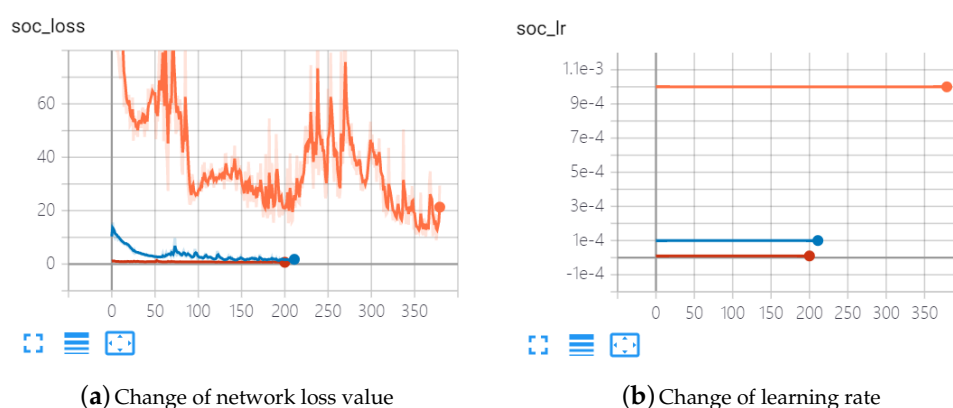 soc_loss
60
40
20
0
0 50 100 150 200 250 300 350
(a) Change of network loss value
soc_lr
1.1e-3
9e-4
7e-4
5e-4
3e-4
1e-4
-1e-4
0 50 100 150 200 250 300 350
(b) Change of learning rate